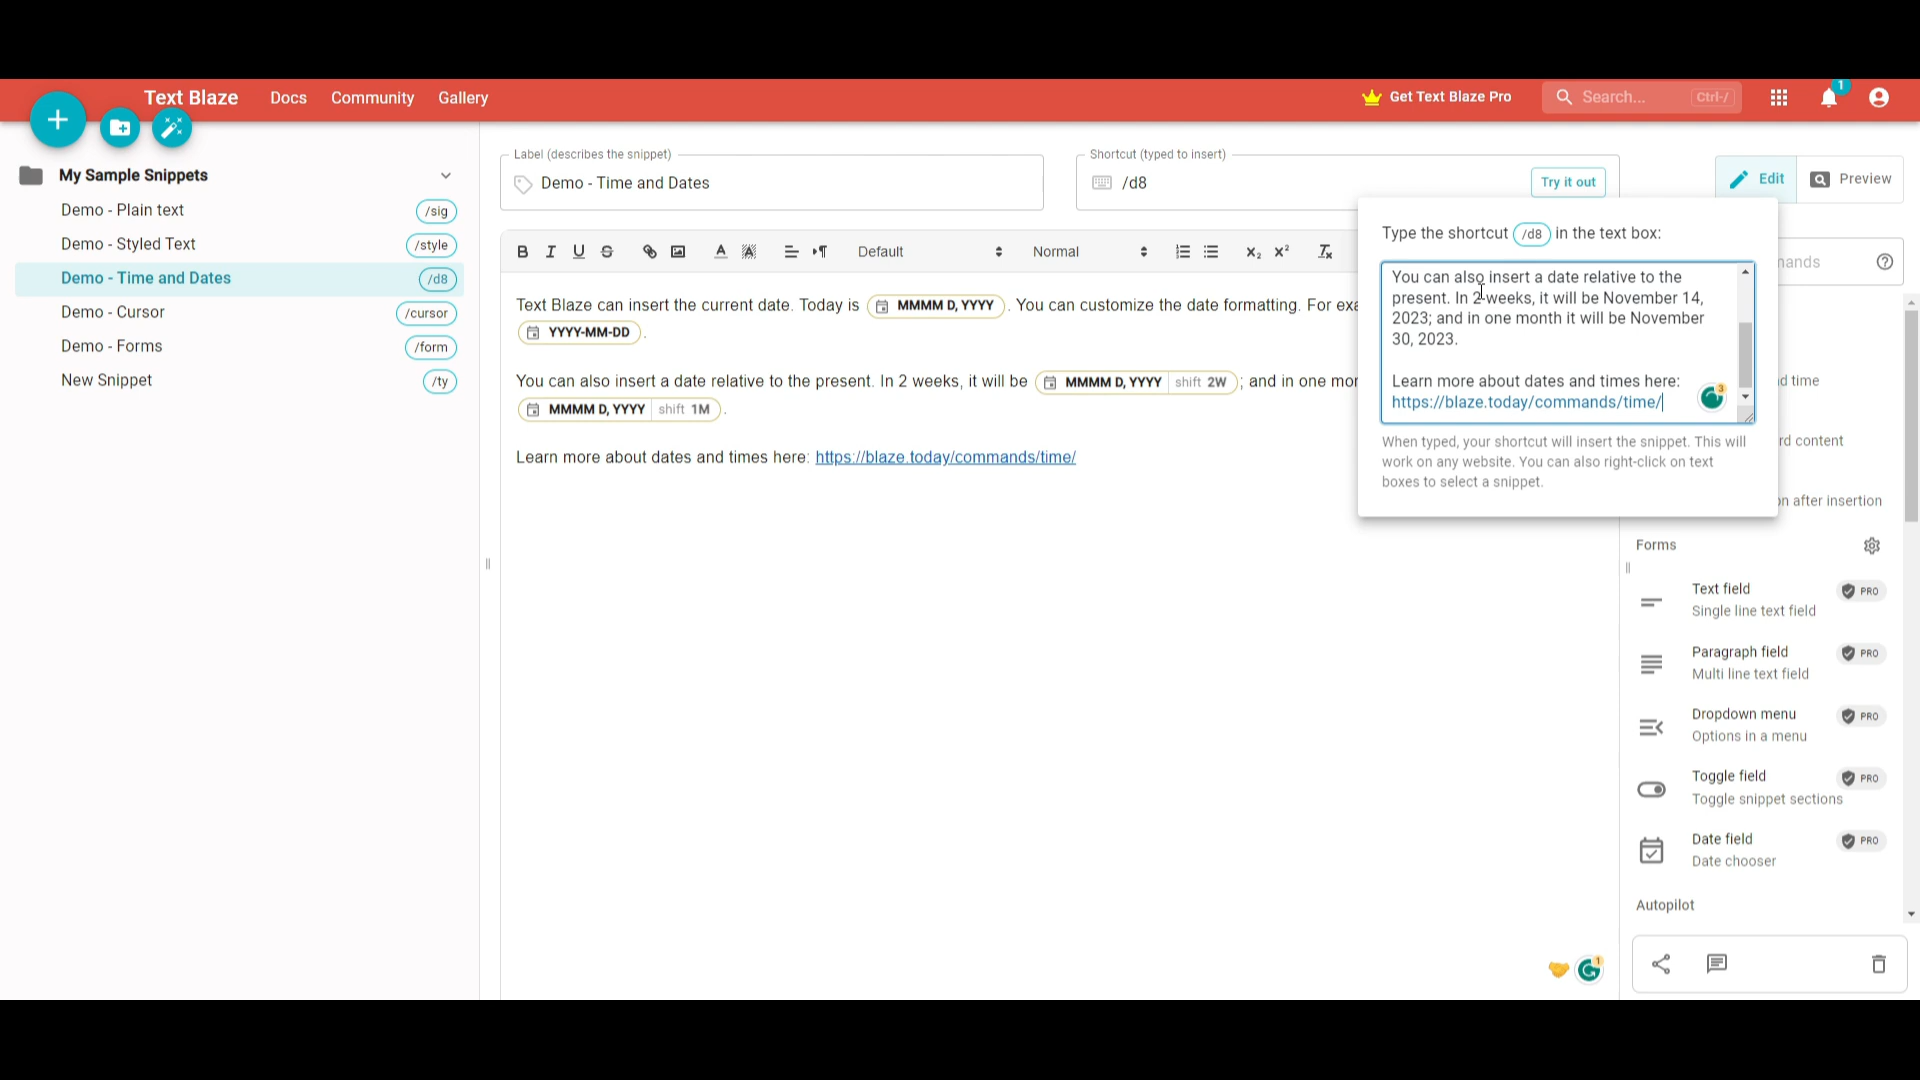 Text Blaze Docs Community Gallery Get Text Blaze Pro Search... Ctrl-/ 1
My Sample Snippets
Demo - Plain text /sig
Demo - Styled Text /style
Demo - Time and Dates /d8
Demo - Cursor /cursor
Demo - Forms /form
New Snippet /ty
Label (describes the snippet)
Demo - Time and Dates
Shortcut (typed to insert)
/d8 Try it out
Edit Preview
B I U S A A Default Normal X₂ X²
Text Blaze can insert the current date. Today is MMMM D, YYYY . You can customize the date formatting. For exa
YYYY-MM-DD .
You can also insert a date relative to the present. In 2 weeks, it will be MMMM D, YYYY shift 2W ; and in one mor
MMMM D, YYYY shift 1M .
Learn more about dates and times here: https://blaze.today/commands/time/
Type the shortcut /d8 in the text box:
You can also insert a date relative to the
present. In 2 weeks, it will be November 14,
2023; and in one month it will be November
30, 2023.
Learn more about dates and times here:
https://blaze.today/commands/time/
3
When typed, your shortcut will insert the snippet. This will
work on any website. You can also right-click on text
boxes to select a snippet.
nands
d time
rd content
on after insertion
Forms
Text field PRO
Single line text field
Paragraph field PRO
Multi line text field
Dropdown menu PRO
Options in a menu
Toggle field PRO
Toggle snippet sections
Date field PRO
Date chooser
Autopilot
1